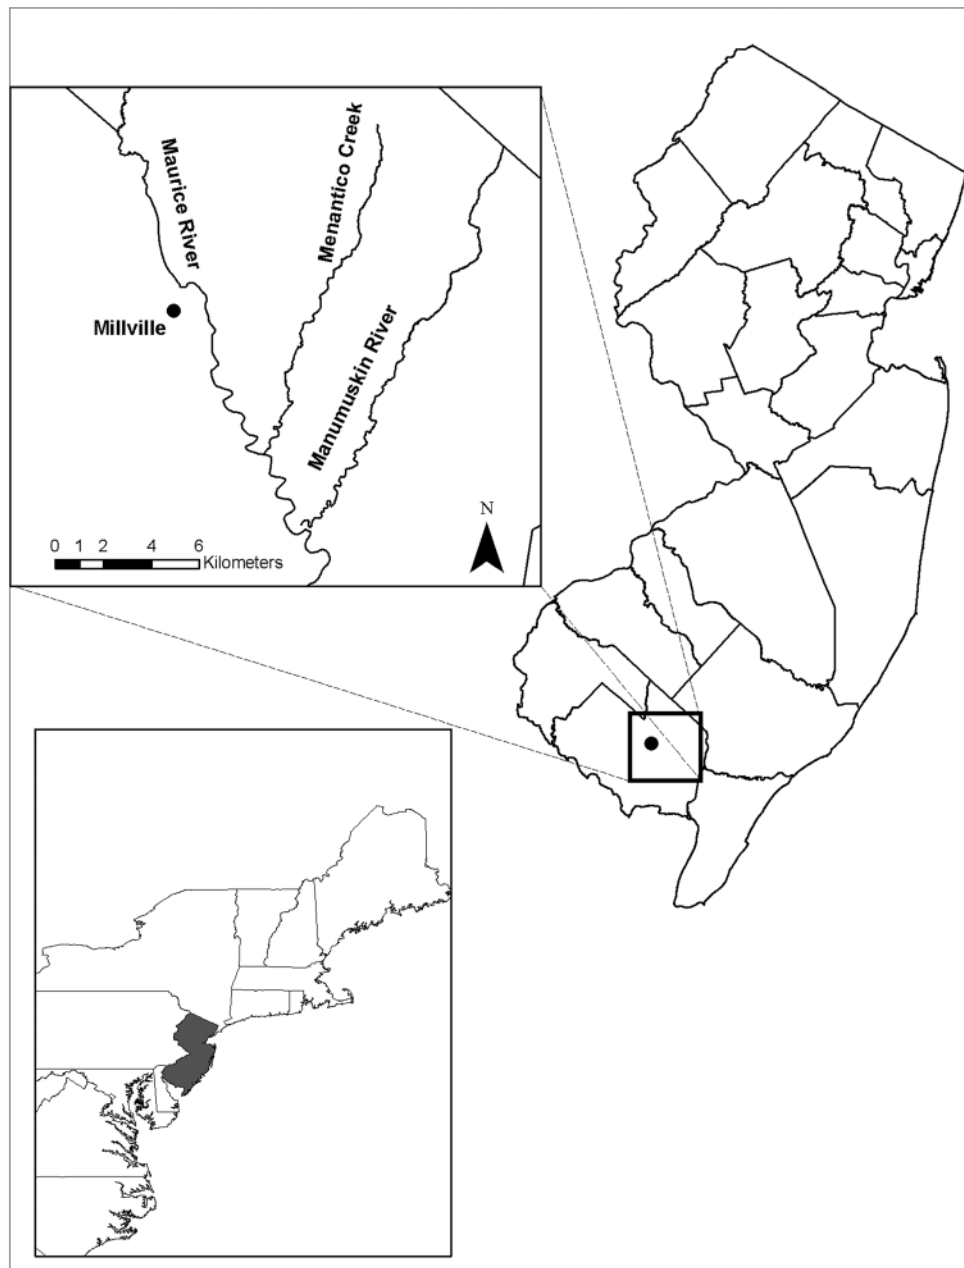 Maurice River
Menantico Creek
Manumuskin River
Millville
N
0 1 2 4 6
Kilometers